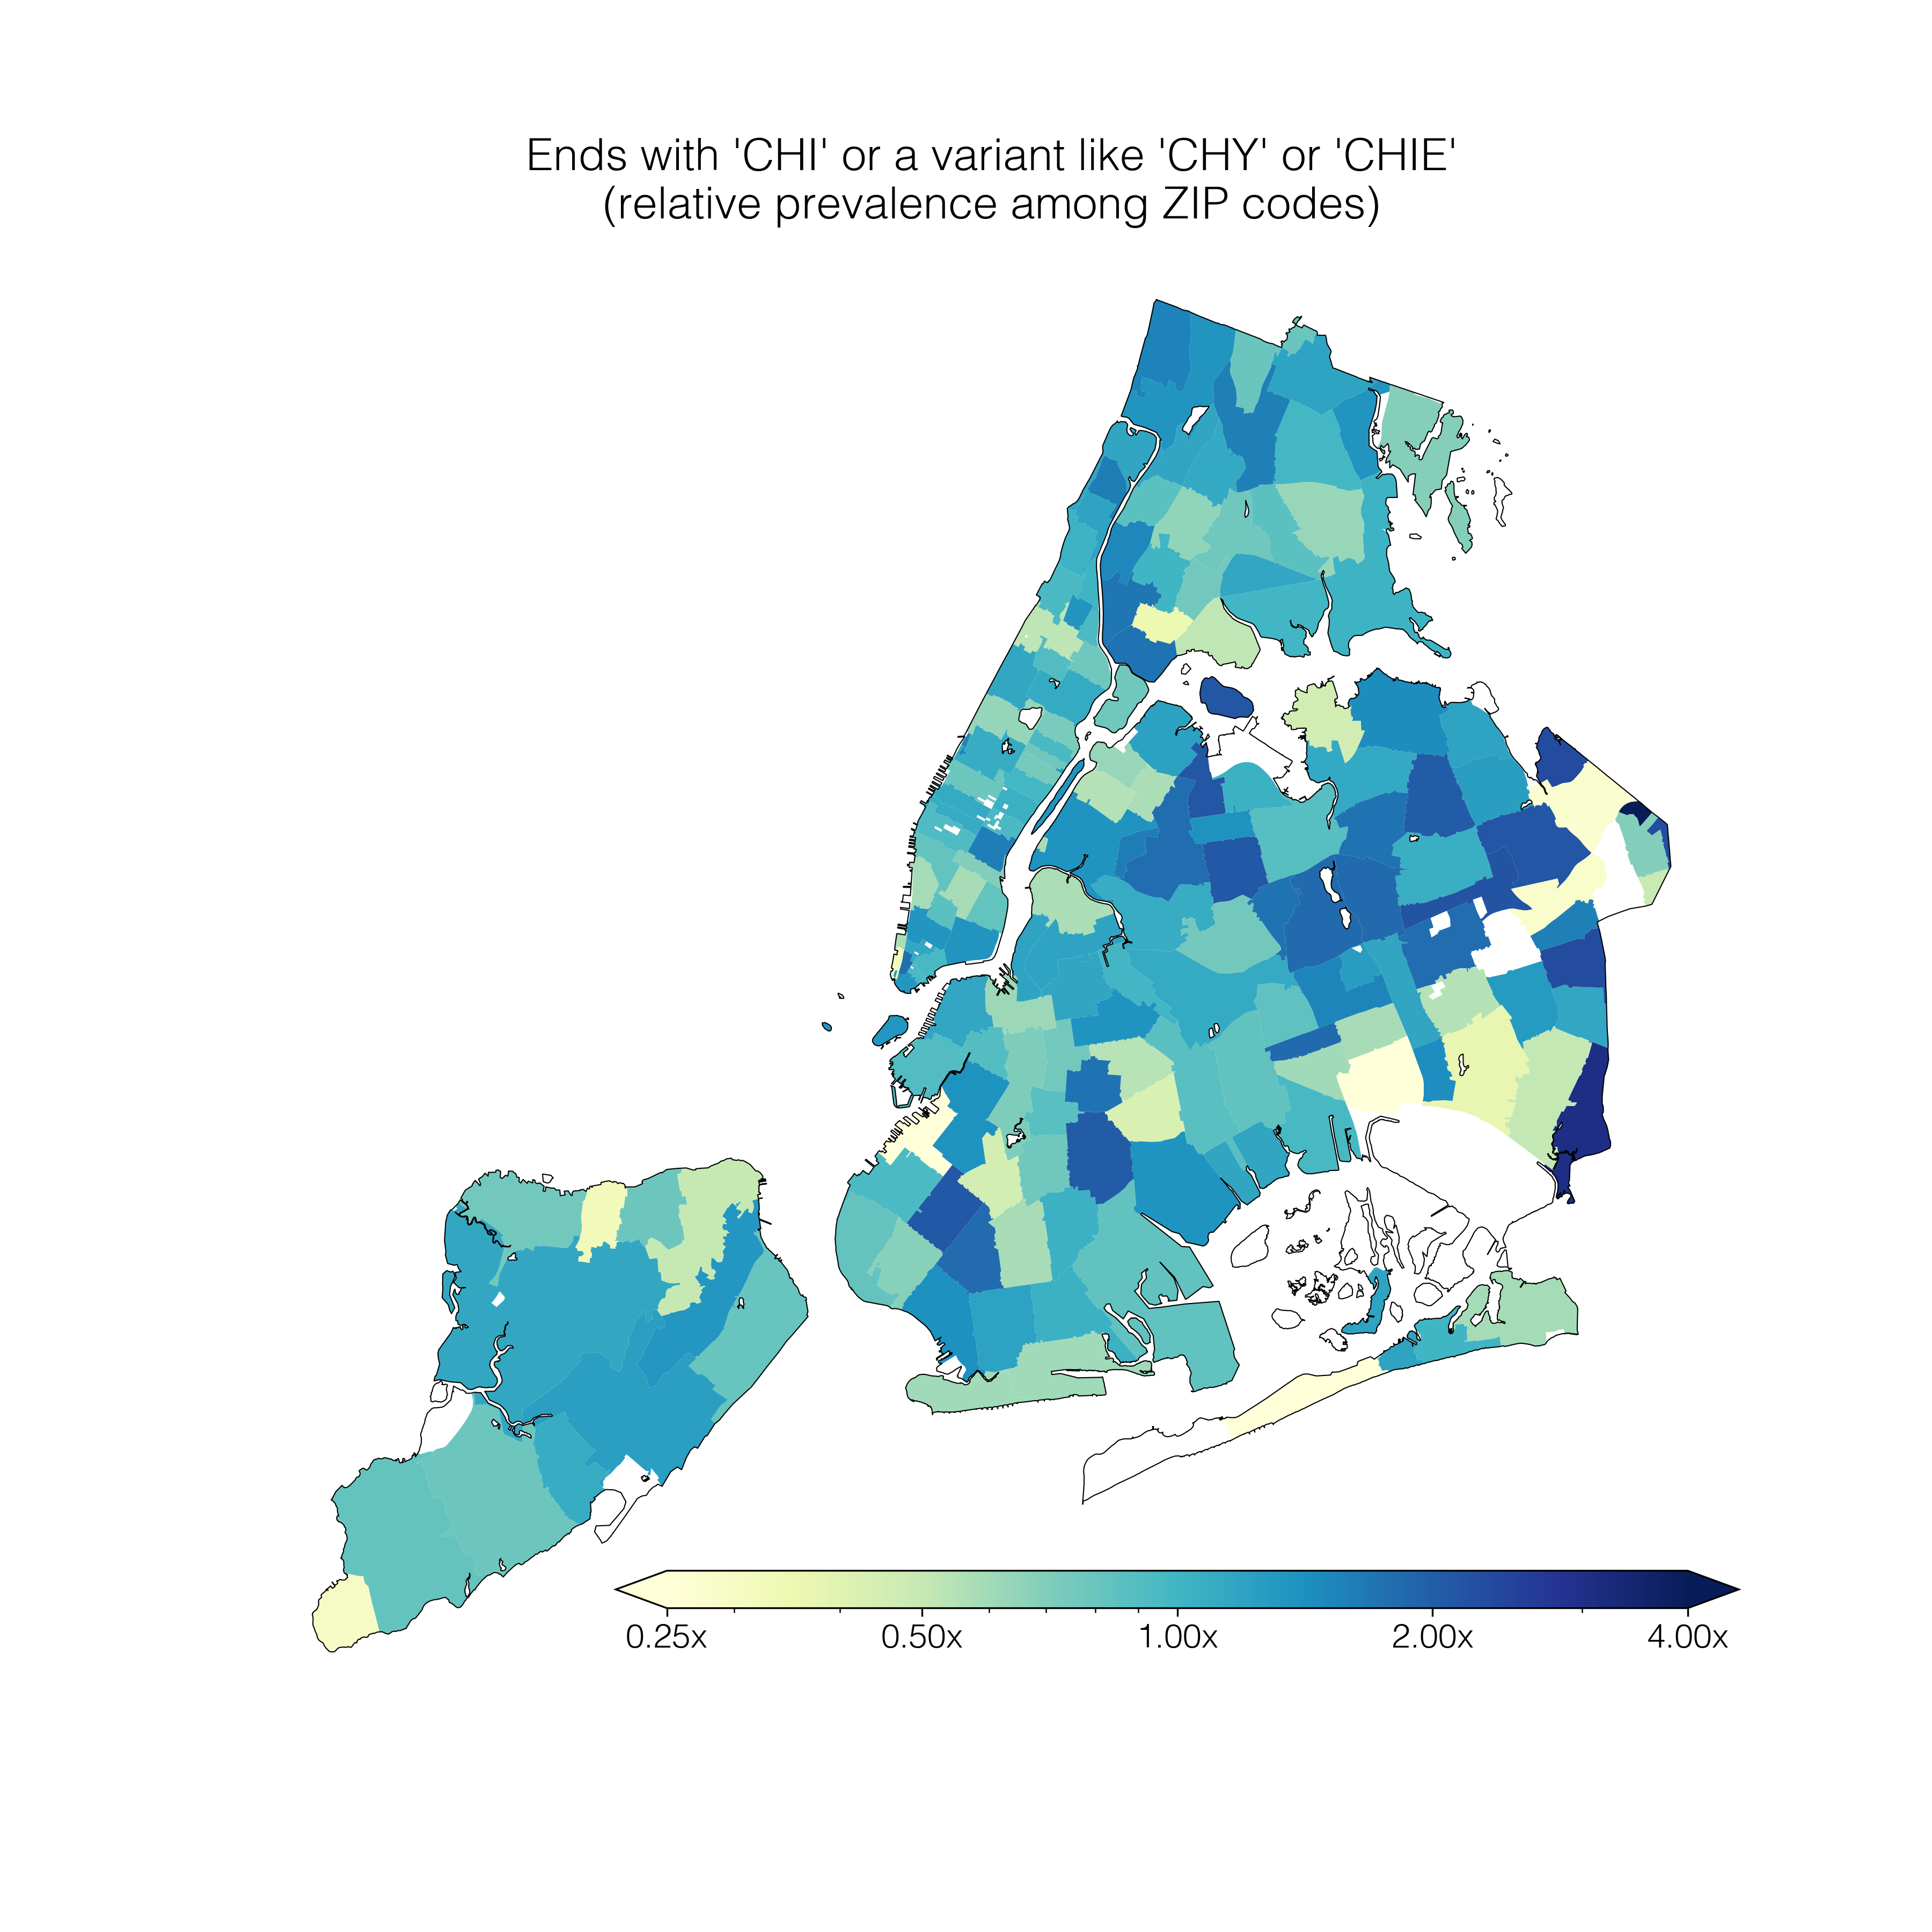 Ends with 'CHI' or a variant like 'CHY' or 'CHIE'
(relative prevalence among ZIP codes)
0.25x 0.50x 1.00x 2.00x 4.00x